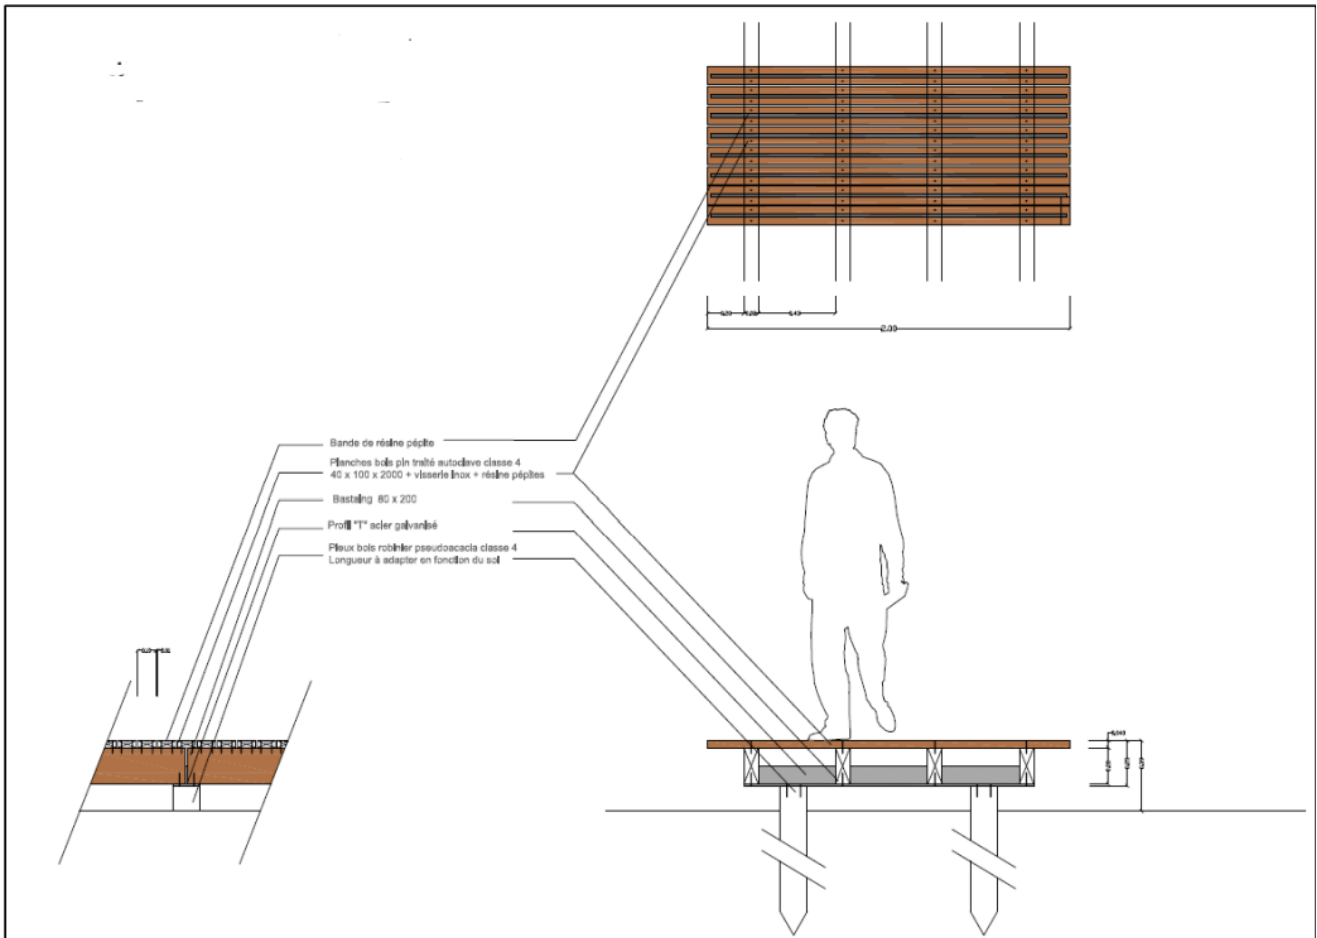 2.00
Bande de résine pépite
Planches bois pin traité autoclave classe 4
40 x 100 x 2000 + visserie inox + résine pépites
Bastaing 80 x 200
Profil "T" acier galvanisé
Pieux bois robinier pseudoacacia classe 4
Longueur à adapter en fonction du sol